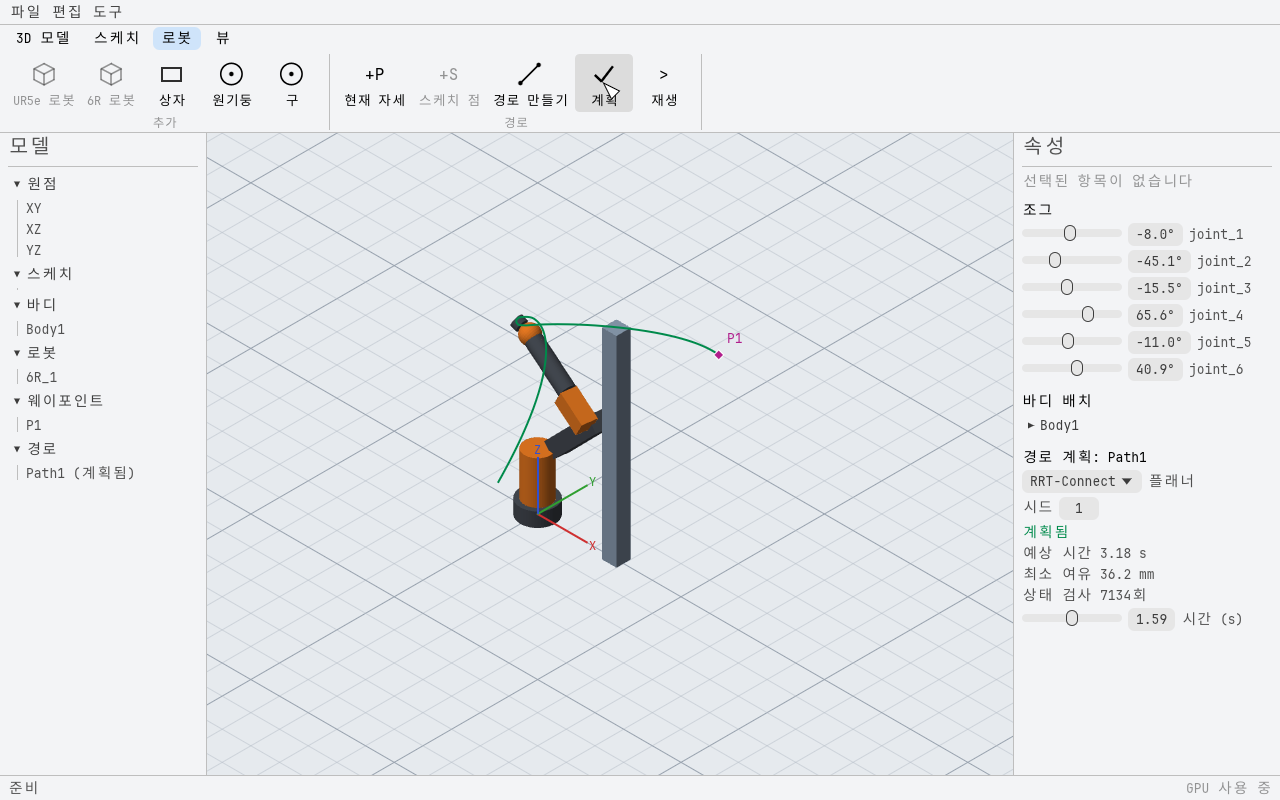 파일 편집 도구
3D 모델 스케치 로봇 뷰
UR5e 로봇 6R 로봇 상자 원기둥 구
추가
+P +S >
현재 자세 스케치 점 경로 만들기 계획 재생
경로
모델
▼ 원점
XY
XZ
YZ
▼ 스케치
▼ 바디
Body1
▼ 로봇
6R_1
▼ 웨이포인트
P1
▼ 경로
Path1 (계획됨)
P1
Z
Y
X
속성
선택된 항목이 없습니다
조그
-8.0° joint_1
-45.1° joint_2
-15.5° joint_3
65.6° joint_4
-11.0° joint_5
40.9° joint_6
바디 배치
▶ Body1
경로 계획: Path1
RRT-Connect ▼ 플래너
시드 1
계획됨
예상 시간 3.18 s
최소 여유 36.2 mm
상태 검사 7134회
1.59 시간 (s)
준비
GPU 사용 중